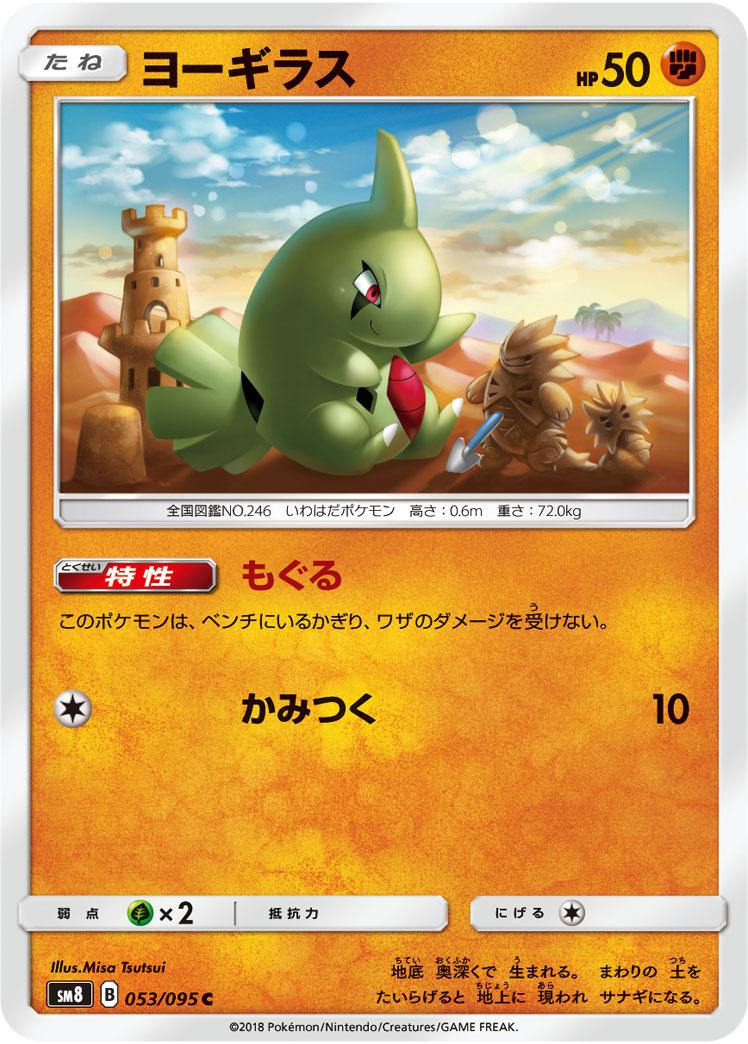 たね ヨーギラス HP 50
全国図鑑NO.246 いわはだポケモン 高さ：0.6m 重さ：72.0kg
とくせい
特性 もぐる
このポケモンは、ベンチにいるかぎり、ワザのダメージを受けない。
かみつく 10
弱点 ×2 抵抗力 にげる
Illus.Misa Tsutsui
SM8 B 053/095 C
地底 奥深くで 生まれる。 まわりの 土を
たいらげると 地上に 現われ サナギになる。
©2018 Pokémon/Nintendo/Creatures/GAME FREAK.